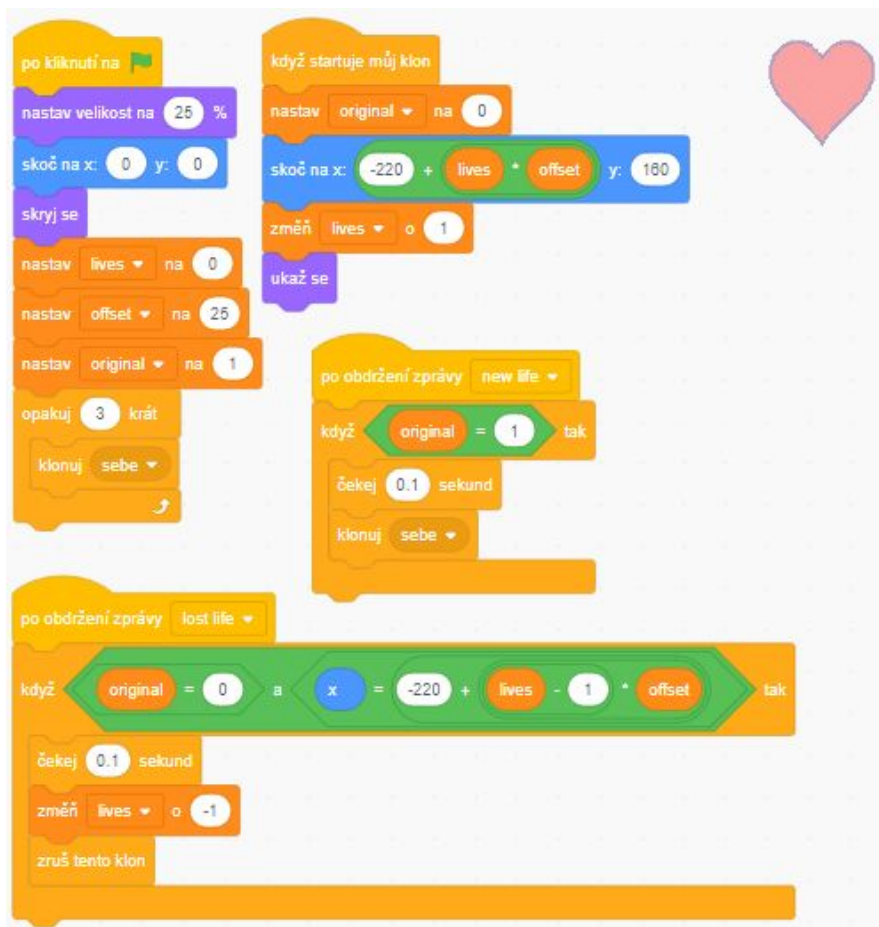 po kliknutí na
nastav velikost na 25 %
skoč na x: 0 y: 0
skryj se
nastav lives na 0
nastav offset na 25
nastav original na 1
opakuj 3 krát
klonuj sebe
když startuje můj klon
nastav original na 0
skoč na x: -220 + lives * offset y: 160
změň lives o 1
ukaž se
po obdržení zprávy new life
když original = 1 tak
čekej 0.1 sekund
klonuj sebe
po obdržení zprávy lost life
když original = 0 a x = -220 + lives - 1 * offset tak
čekej 0.1 sekund
změň lives o -1
zruš tento klon